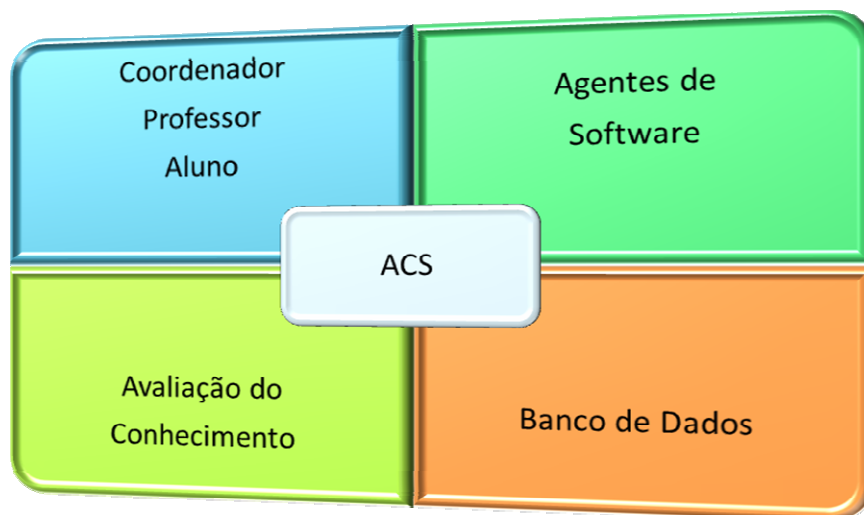 Coordenador
Professor
Aluno
Agentes de
Software
ACS
Avaliação do
Conhecimento
Banco de Dados